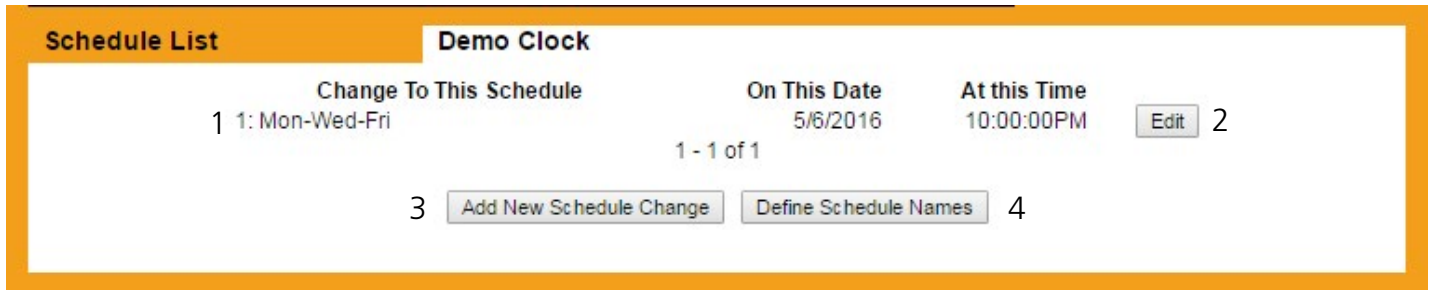 Schedule List Demo Clock
Change To This Schedule On This Date At this Time
1 1: Mon-Wed-Fri 5/6/2016 10:00:00PM Edit 2
1 - 1 of 1
3 Add New Schedule Change Define Schedule Names 4